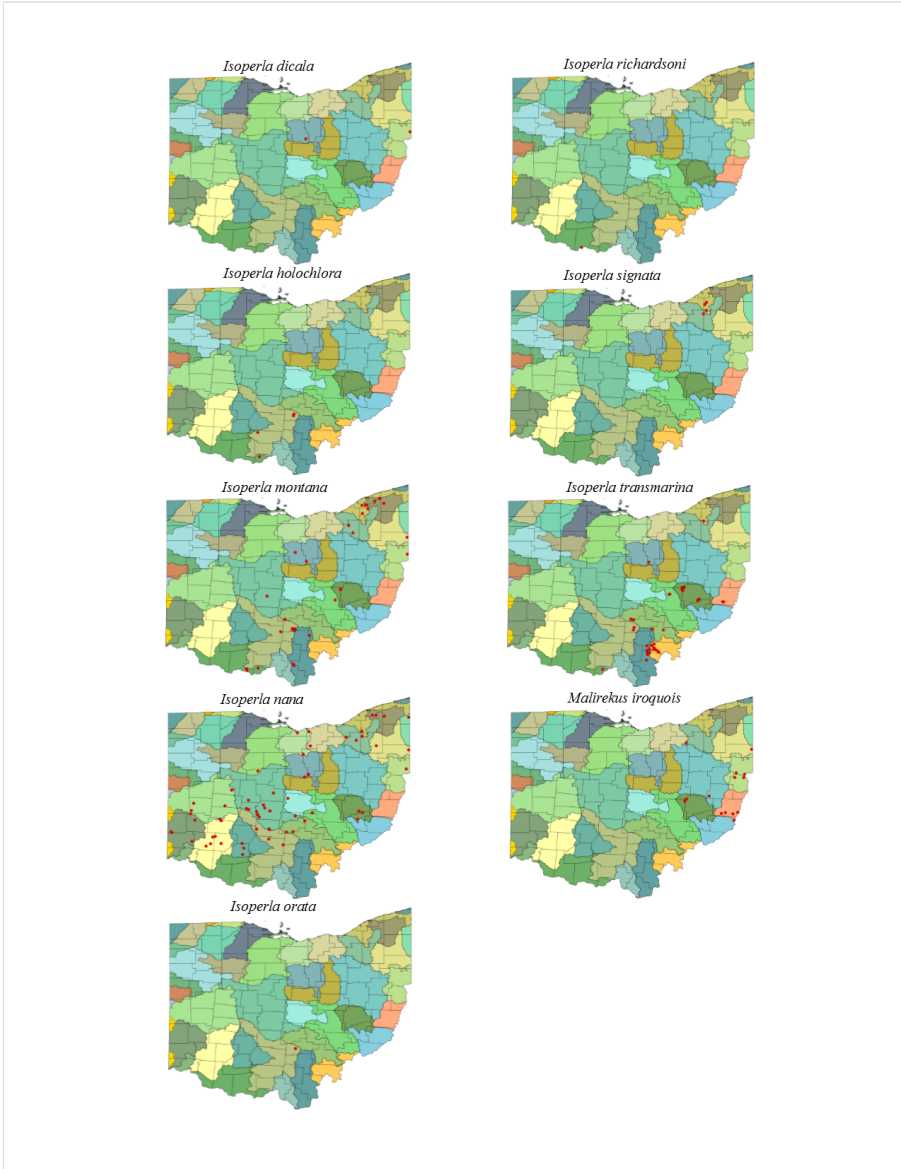 Isoperla dicala
Isoperla richardsoni
Isoperla holochlora
Isoperla signata
Isoperla montana
Isoperla transmarina
Isoperla nana
Malirekus iroquois
Isoperla orata